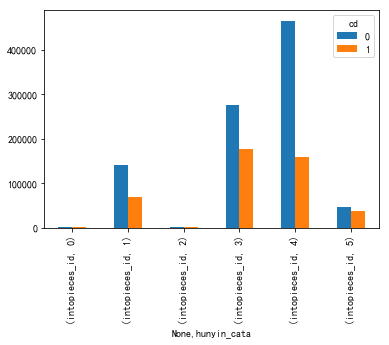 cd
0
1
400000
300000
200000
100000
0
(intopieces_id, 0)
(intopieces_id, 1)
(intopieces_id, 2)
(intopieces_id, 3)
(intopieces_id, 4)
(intopieces_id, 5)
None,hunyin_cata